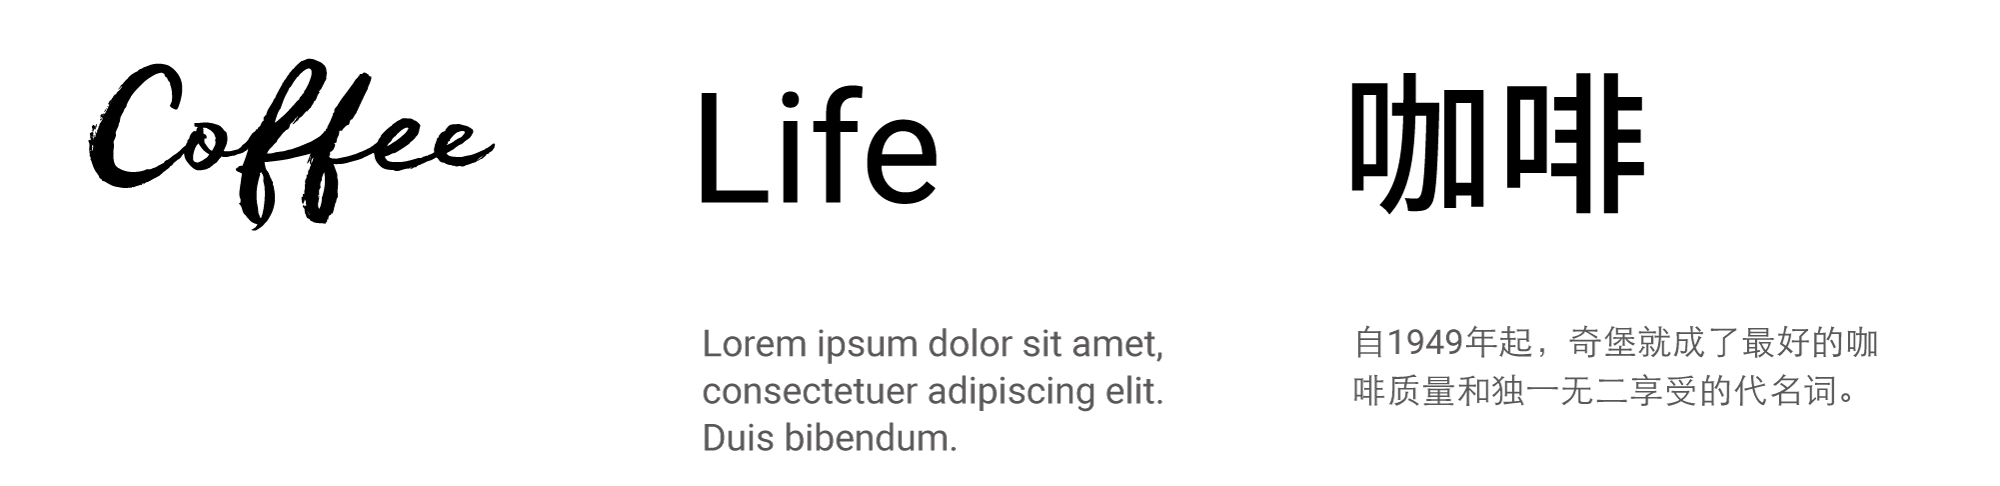 Coffee
Life
Lorem ipsum dolor sit amet,
consectetuer adipiscing elit.
Duis bibendum.
咖啡
自1949年起，奇堡就成了最好的咖
啡质量和独一无二享受的代名词。